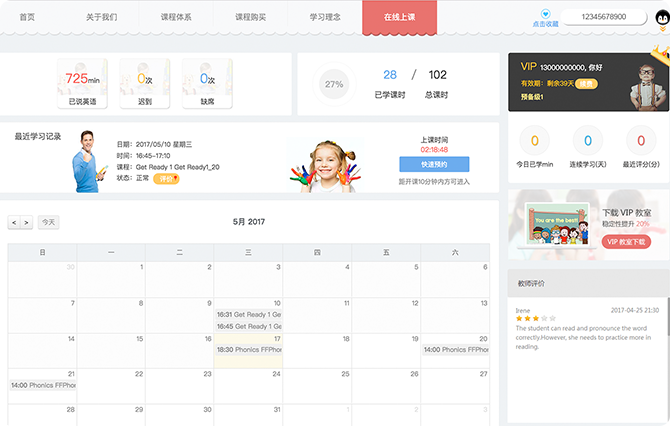 首页 关于我们 课程体系 课程购买 学习理念 在线上课 点击收藏 12345678900
725min 已说英语
0次 迟到
0次 缺席
27%
28 / 102
已学课时 总课时
VIP 13000000000, 你好
有效期: 剩余39天 续费
预备级1
最近学习记录
日期: 2017/05/10 星期三
时间: 16:45-17:10
课程: Get Ready1 Get Ready1_20
状态: 正常 评价
上课时间
02:18:48
快速预约
距开课10分钟内方可进入
0 0 0
今日已学min 连续学习(天) 最近评分(分)
You are the best!
下载 VIP 教室
稳定性提升 20%
VIP 教室下载
< > 今天 5月 2017
日 一 二 三 四 五 六
30 1 2 3 4 5 6
7 8 9 10 11 12 13
16:31 Get Ready 1 Ge
16:45 Get Ready 1 Ge
14 15 16 17 18 19 20
18:30 Phonics FFPhor 14:00 Phonics FFPhor
21 22 23 24 25 26 27
14:00 Phonics FFPhor
28 29 30 31 1 2 3
教师评价
Irene 2017-04-25 21:30
The student can read and pronounce the word
correctly.However, she needs to practice more in
reading.